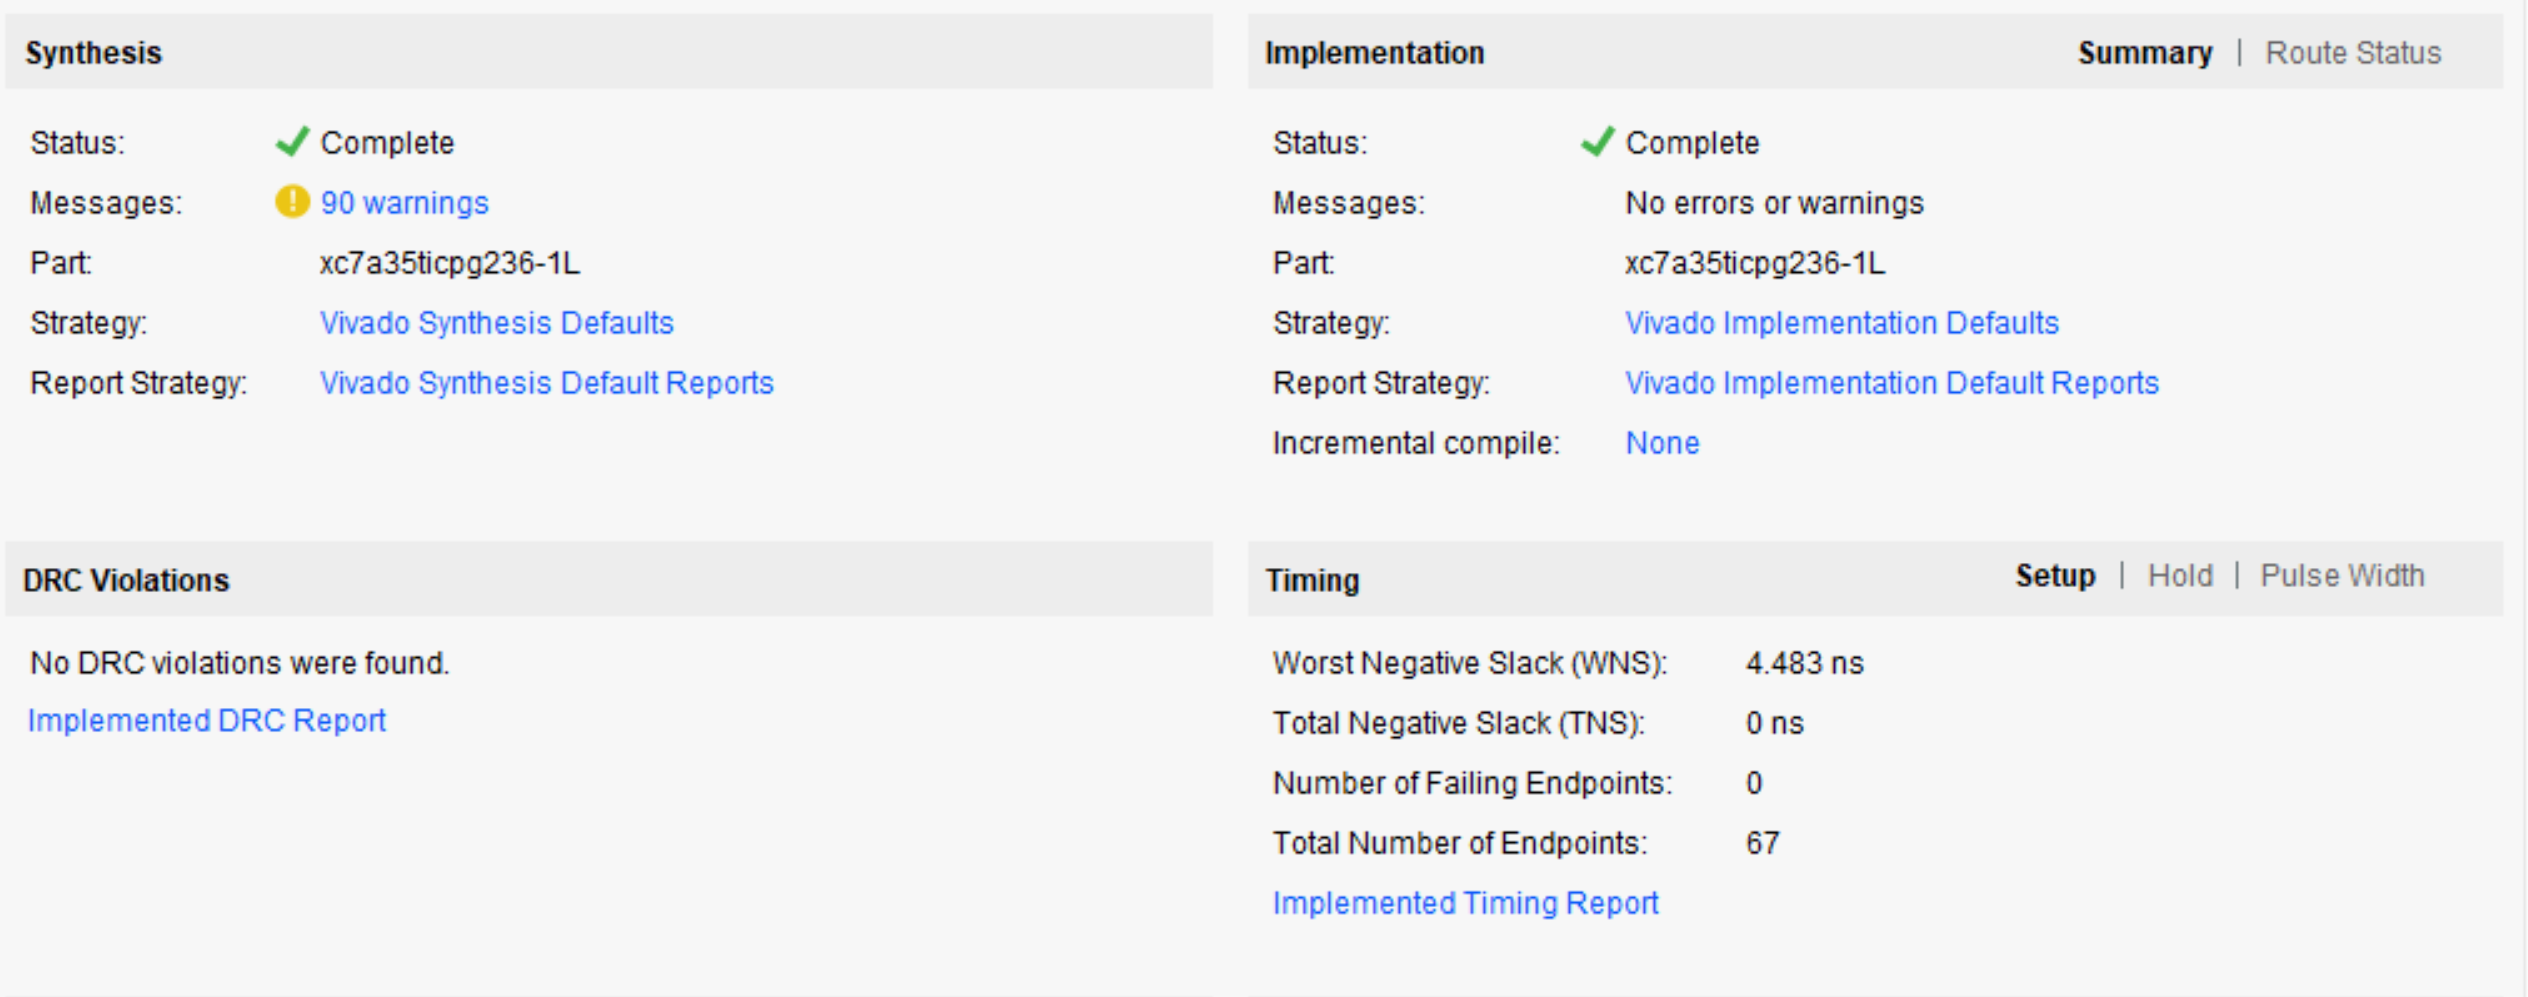 Synthesis
Status: Complete
Messages: 90 warnings
Part: xc7a35ticpg236-1L
Strategy: Vivado Synthesis Defaults
Report Strategy: Vivado Synthesis Default Reports
Implementation Summary | Route Status
Status: Complete
Messages: No errors or warnings
Part: xc7a35ticpg236-1L
Strategy: Vivado Implementation Defaults
Report Strategy: Vivado Implementation Default Reports
Incremental compile: None
DRC Violations
No DRC violations were found.
Implemented DRC Report
Timing Setup | Hold | Pulse Width
Worst Negative Slack (WNS): 4.483 ns
Total Negative Slack (TNS): 0 ns
Number of Failing Endpoints: 0
Total Number of Endpoints: 67
Implemented Timing Report